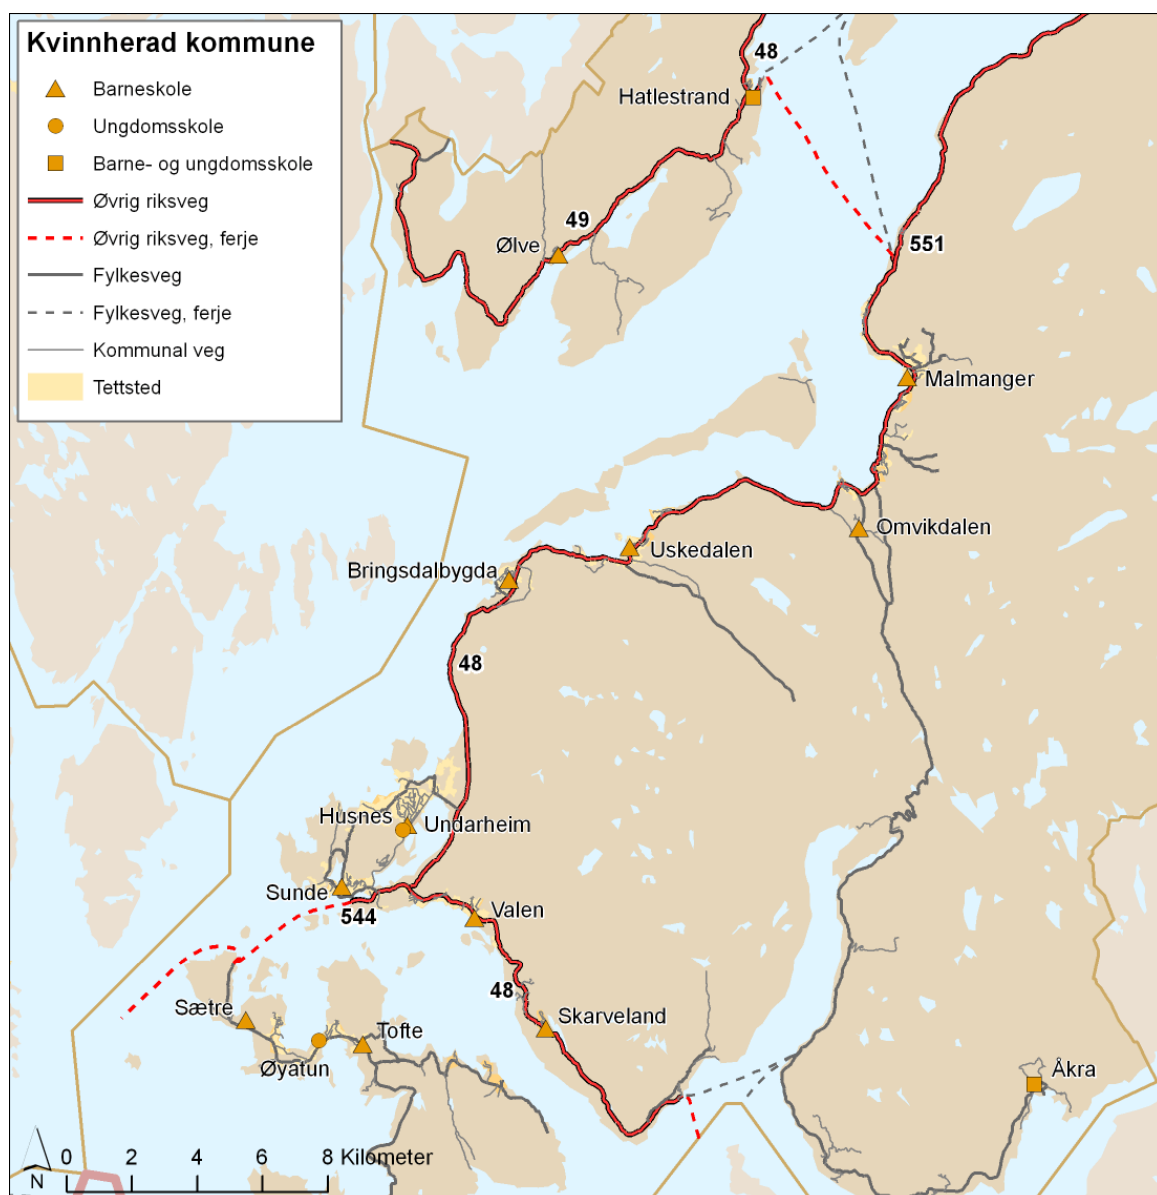 Kvinnherad kommune
Barneskole
Ungdomsskole
Barne- og ungdomsskole
Øvrig riksveg
Øvrig riksveg, ferje
Fylkesveg
Fylkesveg, ferje
Kommunal veg
Tettsted
48
Hatlestrand
49
Ølve
551
Malmanger
Omvikdalen
Uskedalen
Bringsdalbygda
48
Husnes
Undarheim
Sunde
544
Valen
48
Skarveland
Sætre
Tofte
Øyatun
Åkra
N
0 2 4 6 8 Kilometer